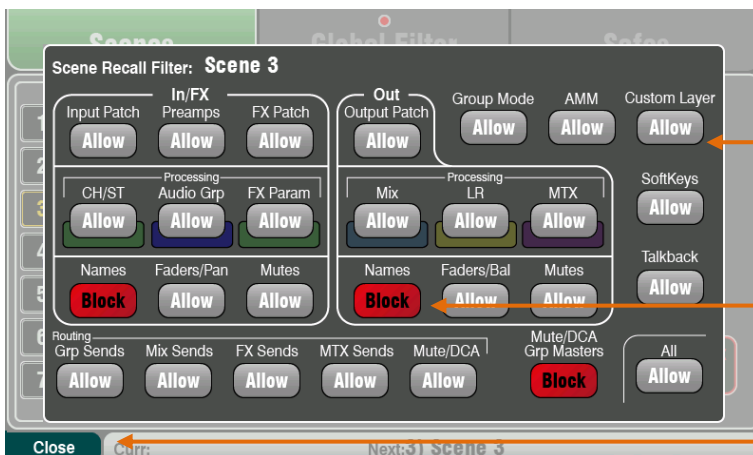 Scenes Global Filter Safes
Scene Recall Filter: Scene 3
In/FX Out
Input Patch Preamps FX Patch Output Patch Group Mode AMM Custom Layer
Allow Allow Allow Allow Allow Allow Allow
Processing Processing
CH/ST Audio Grp FX Param Mix LR MTX SoftKeys
Allow Allow Allow Allow Allow Allow Allow
Names Faders/Pan Mutes Names Faders/Bal Mutes Talkback
Block Allow Allow Block Allow Allow Allow
Routing
Grp Sends Mix Sends FX Sends MTX Sends Mute/DCA Mute/DCA Grp Masters All
Allow Allow Allow Allow Allow Block Allow
Close Curr: Next:3) Scene 3